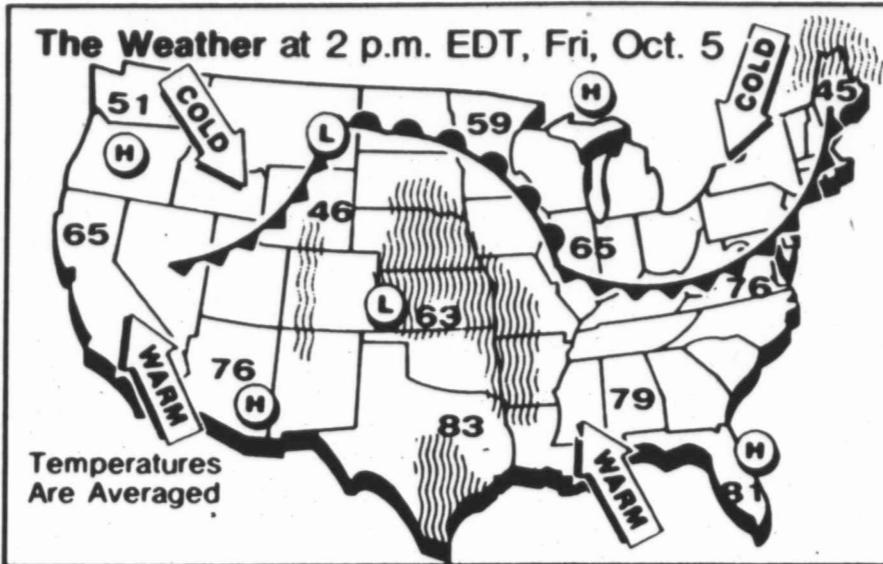 The Weather at 2 p.m. EDT, Fri, Oct. 5
51
COLD
H
L
59
H
COLD
45
H
65
46
65
76
L
63
76
H
WARM
79
83
H
81
WARM
Temperatures
Are Averaged